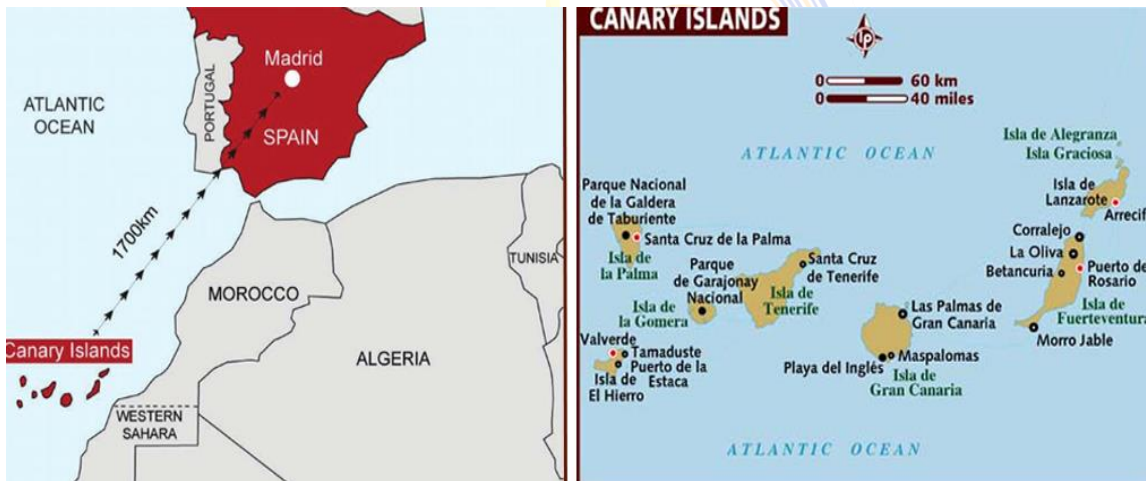 Madrid
ATLANTIC
OCEAN
PORTUGAL
SPAIN
1700km
TUNISIA
MOROCCO
Canary Islands
ALGERIA
WESTERN
SAHARA
CANARY ISLANDS
lp
0 60 km
0 40 miles
Isla de Alegranza
Isla Graciosa
ATLANTIC OCEAN
Parque Nacional
de la Galdera
de Taburiente
Isla de
Lanzarote
Arrecif
Santa Cruz de la Palma
Isla de
la Palma
Corralejo
La Oliva
Betancuria
Puerto de
Rosario
Parque
de Garajonay
Nacional
Santa Cruz
de Tenerife
Isla de
Tenerife
Isla de
la Gomera
Isla de
Fuerteventura
Las Palmas de
Gran Canaria
Morro Jable
Valverde
Tamaduste
Puerto de la
Estaca
Isla de
El Hierro
Playa del Inglés
Maspalomas
Isla de
Gran Canaria
ATLANTIC OCEAN